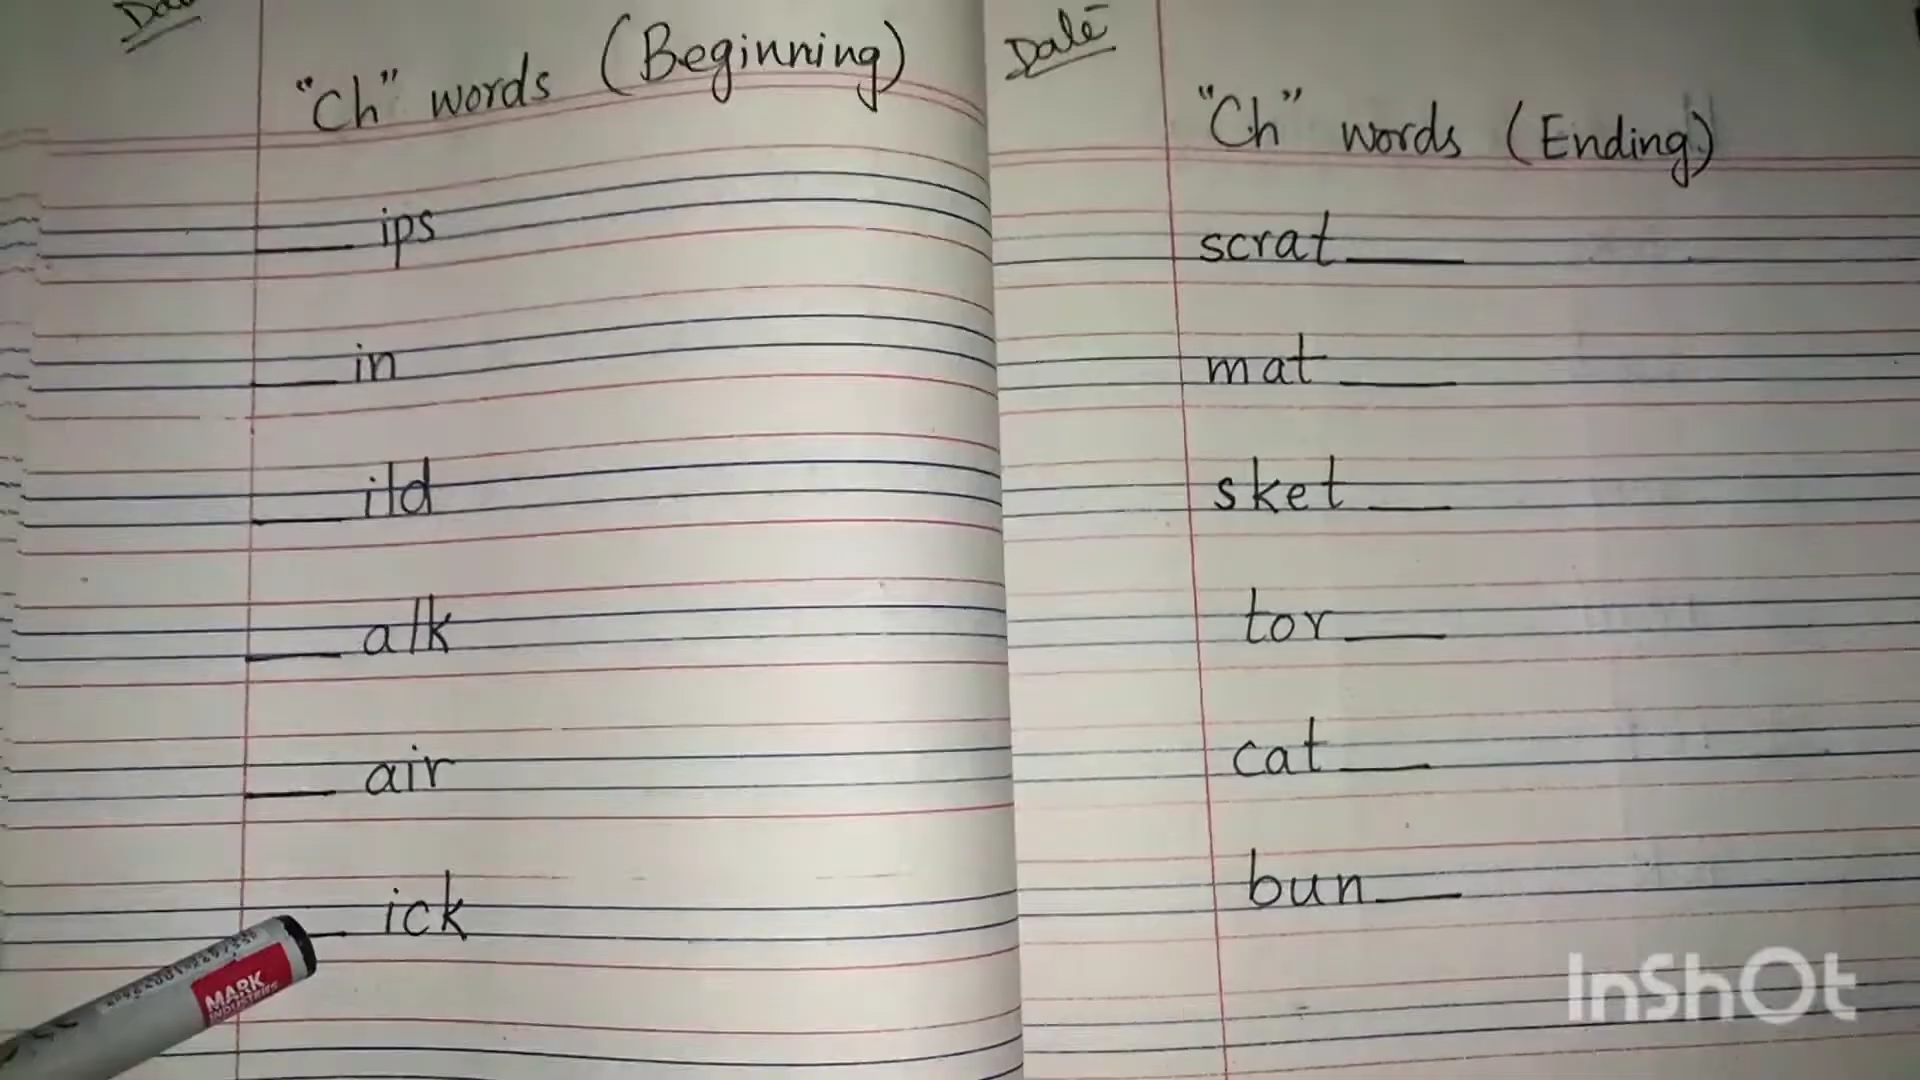 "Ch" words (Beginning)
___ ips
___ in
___ ild
___ alk
___ air
___ ick
Date
"Ch" words (Ending)
scrat___
mat___
sket___
tor___
cat___
bun___
MARK
INDUSTRIES
InShOt